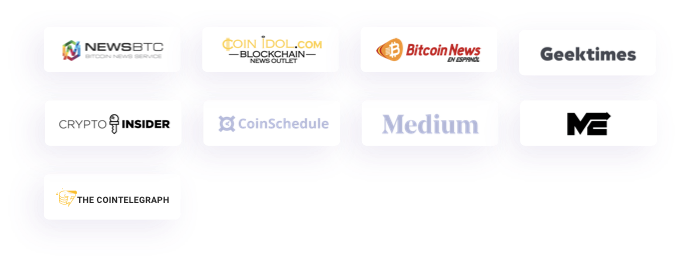 NEWSBTC
BITCOIN NEWS SERVICE
COIN IDOL.COM
BLOCKCHAIN
NEWS OUTLET
Bitcoin News
EN ESPAÑOL
Geektimes
CRYPTO INSIDER
CoinSchedule
Medium
ME
THE COINTELEGRAPH